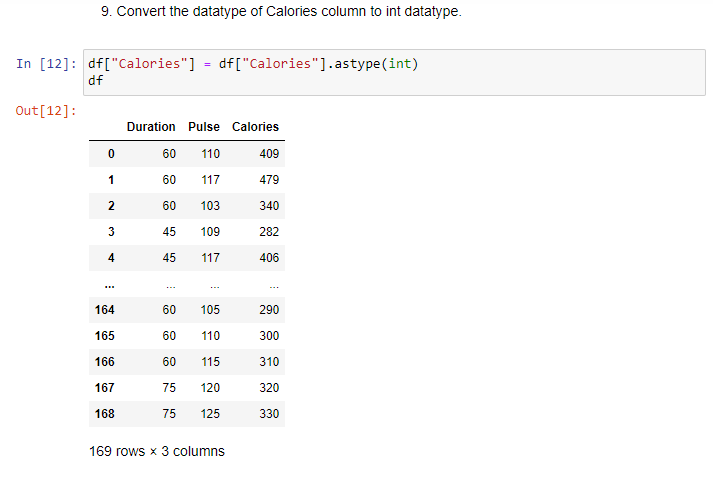 9. Convert the datatype of Calories column to int datatype.
In [12]: df["Calories"] = df["Calories"].astype(int)
df
Out[12]:
Duration Pulse Calories
0 60 110 409
1 60 117 479
2 60 103 340
3 45 109 282
4 45 117 406
... ... ... ...
164 60 105 290
165 60 110 300
166 60 115 310
167 75 120 320
168 75 125 330
169 rows × 3 columns